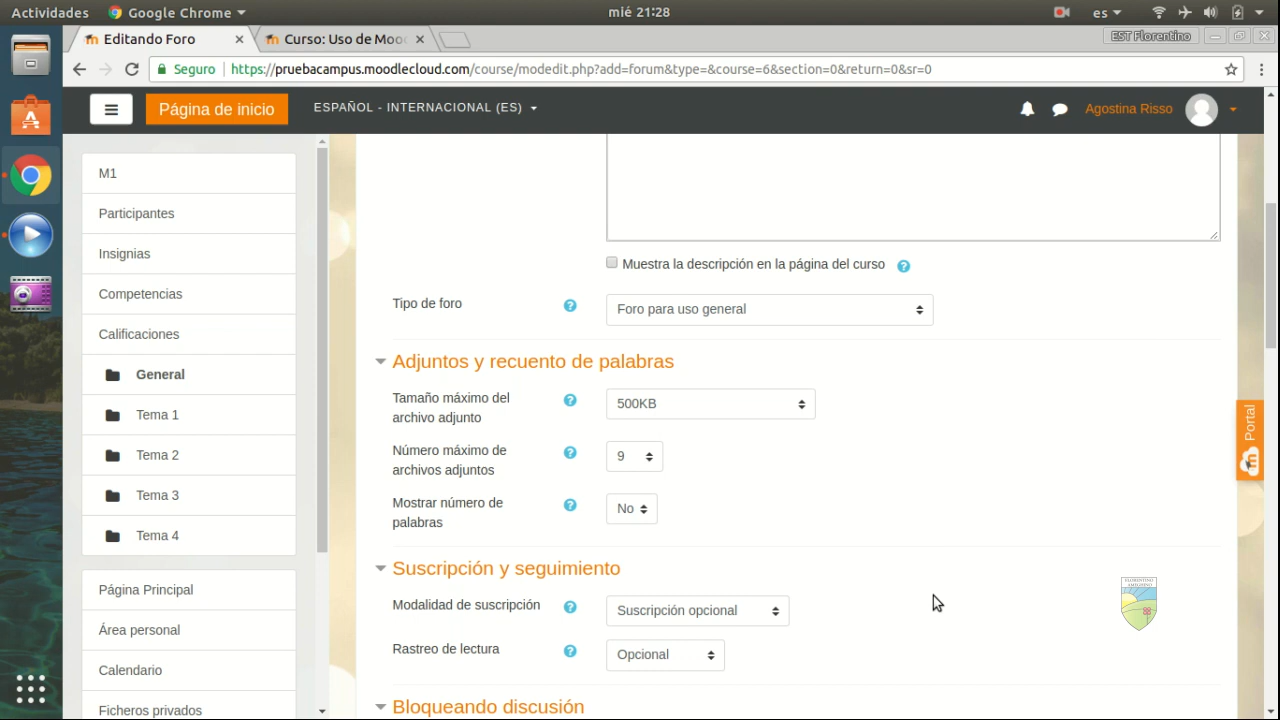 Actividades
Google Chrome
mié 21:28
es
Editando Foro
Curso: Uso de Moo
EST Florentino
Seguro
https://pruebacampus.moodlecloud.com/course/modedit.php?add=forum&type=&course=6&section=0&return=0&sr=0
Página de inicio
ESPAÑOL - INTERNACIONAL (ES)
Agostina Risso
M1
Participantes
Insignias
Competencias
Calificaciones
General
Tema 1
Tema 2
Tema 3
Tema 4
Página Principal
Área personal
Calendario
Ficheros privados
Muestra la descripción en la página del curso
Tipo de foro
Foro para uso general
Adjuntos y recuento de palabras
Tamaño máximo del
archivo adjunto
500KB
Número máximo de
archivos adjuntos
9
Mostrar número de
palabras
No
Suscripción y seguimiento
Modalidad de suscripción
Suscripción opcional
Rastreo de lectura
Opcional
Bloqueando discusión
Portal
FLORENTINO
AMEGHINO